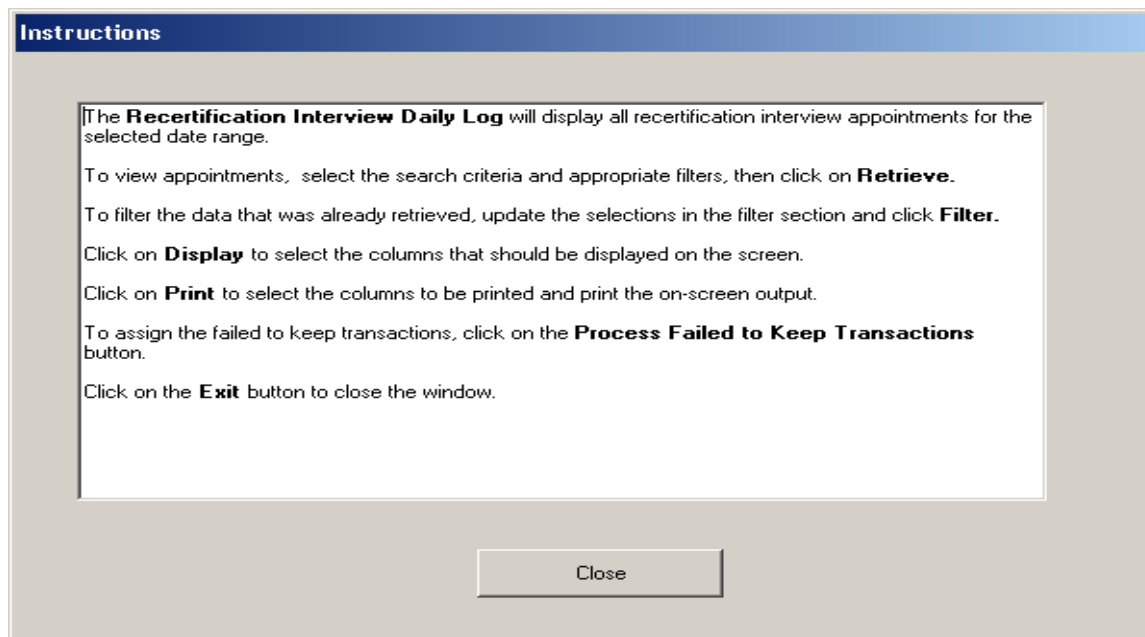 Instructions
The Recertification Interview Daily Log will display all recertification interview appointments for the
selected date range.
To view appointments,  select the search criteria and appropriate filters, then click on Retrieve.
To filter the data that was already retrieved, update the selections in the filter section and click Filter.
Click on Display to select the columns that should be displayed on the screen.
Click on Print to select the columns to be printed and print the on-screen output.
To assign the failed to keep transactions, click on the Process Failed to Keep Transactions
button.
Click on the Exit button to close the window.
Close